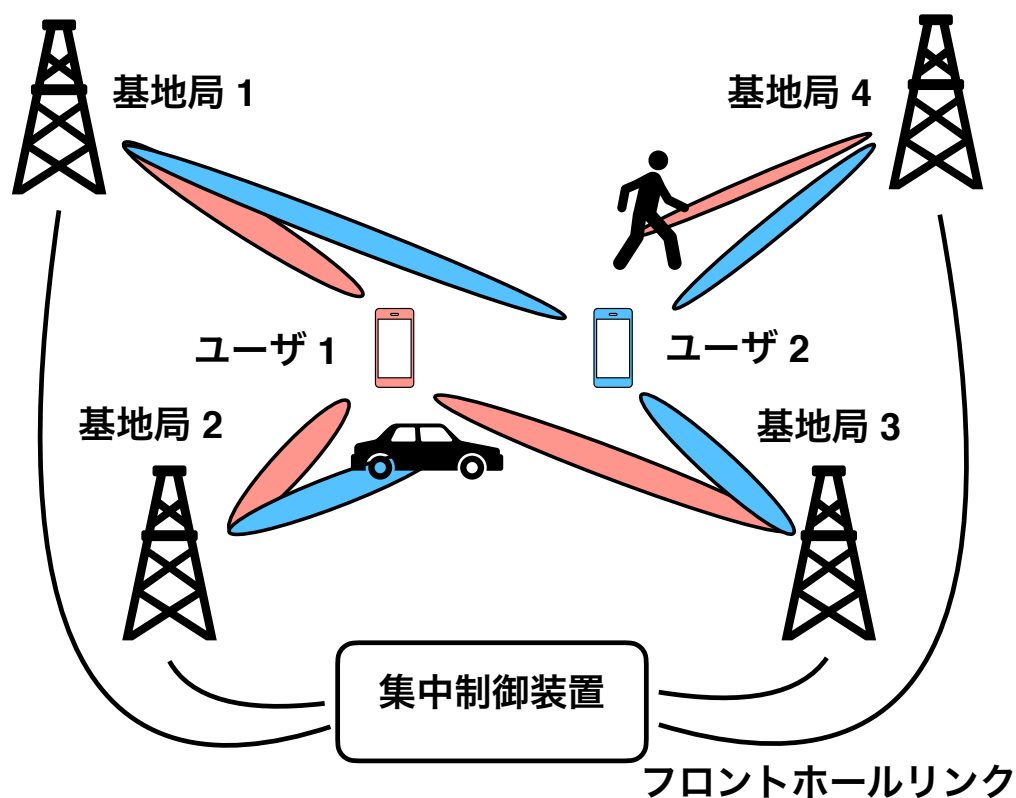 基地局 1
基地局 4
ユーザ 1
ユーザ 2
基地局 2
基地局 3
集中制御装置
フロントホールリンク